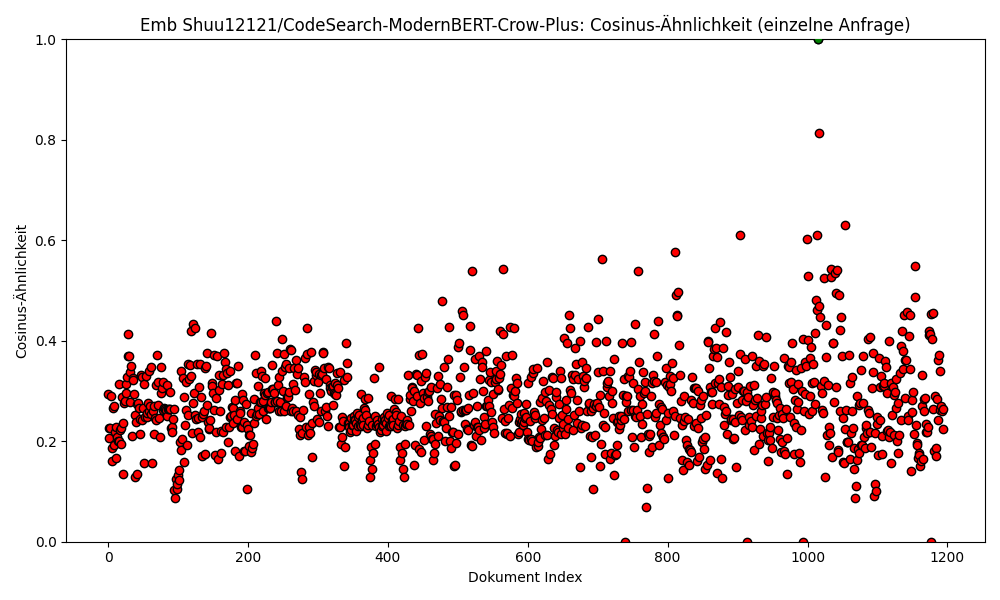 Emb Shuu12121/CodeSearch-ModernBERT-Crow-Plus: Cosinus-Ähnlichkeit (einzelne Anfrage)
1.0
0.8
0.6
0.4
0.2
0.0
Cosinus-Ähnlichkeit
0 200 400 600 800 1000 1200
Dokument Index